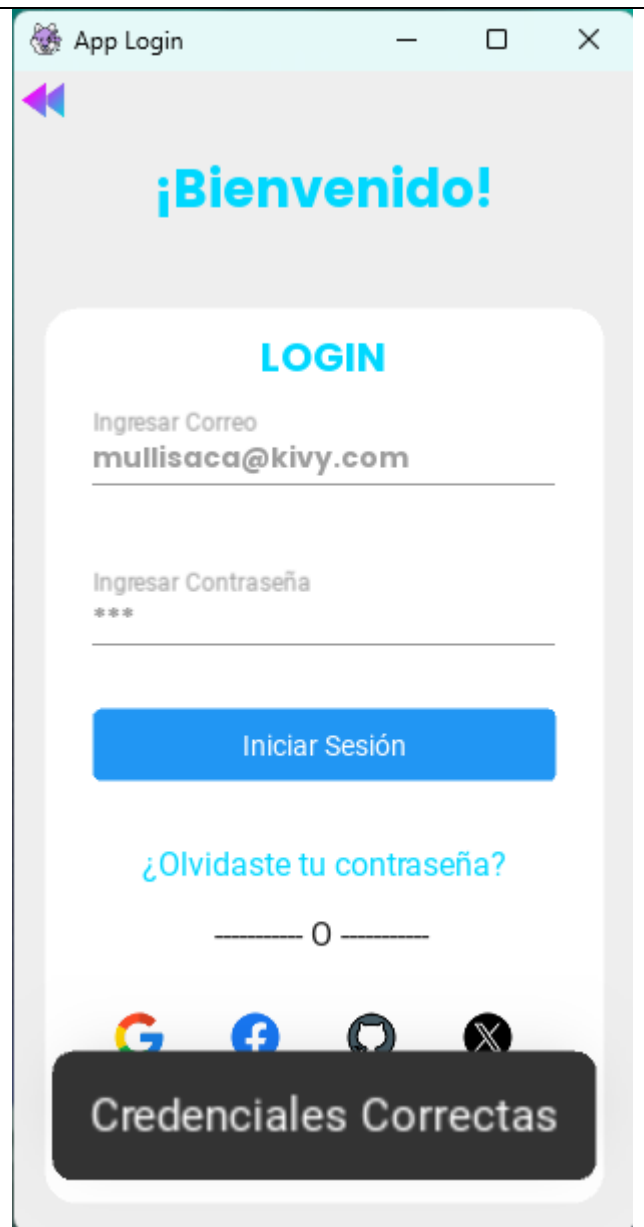 App Login
¡Bienvenido!
LOGIN
Ingresar Correo
mullisaca@kivy.com
Ingresar Contraseña
***
Iniciar Sesión
¿Olvidaste tu contraseña?
----------- O -----------
Credenciales Correctas